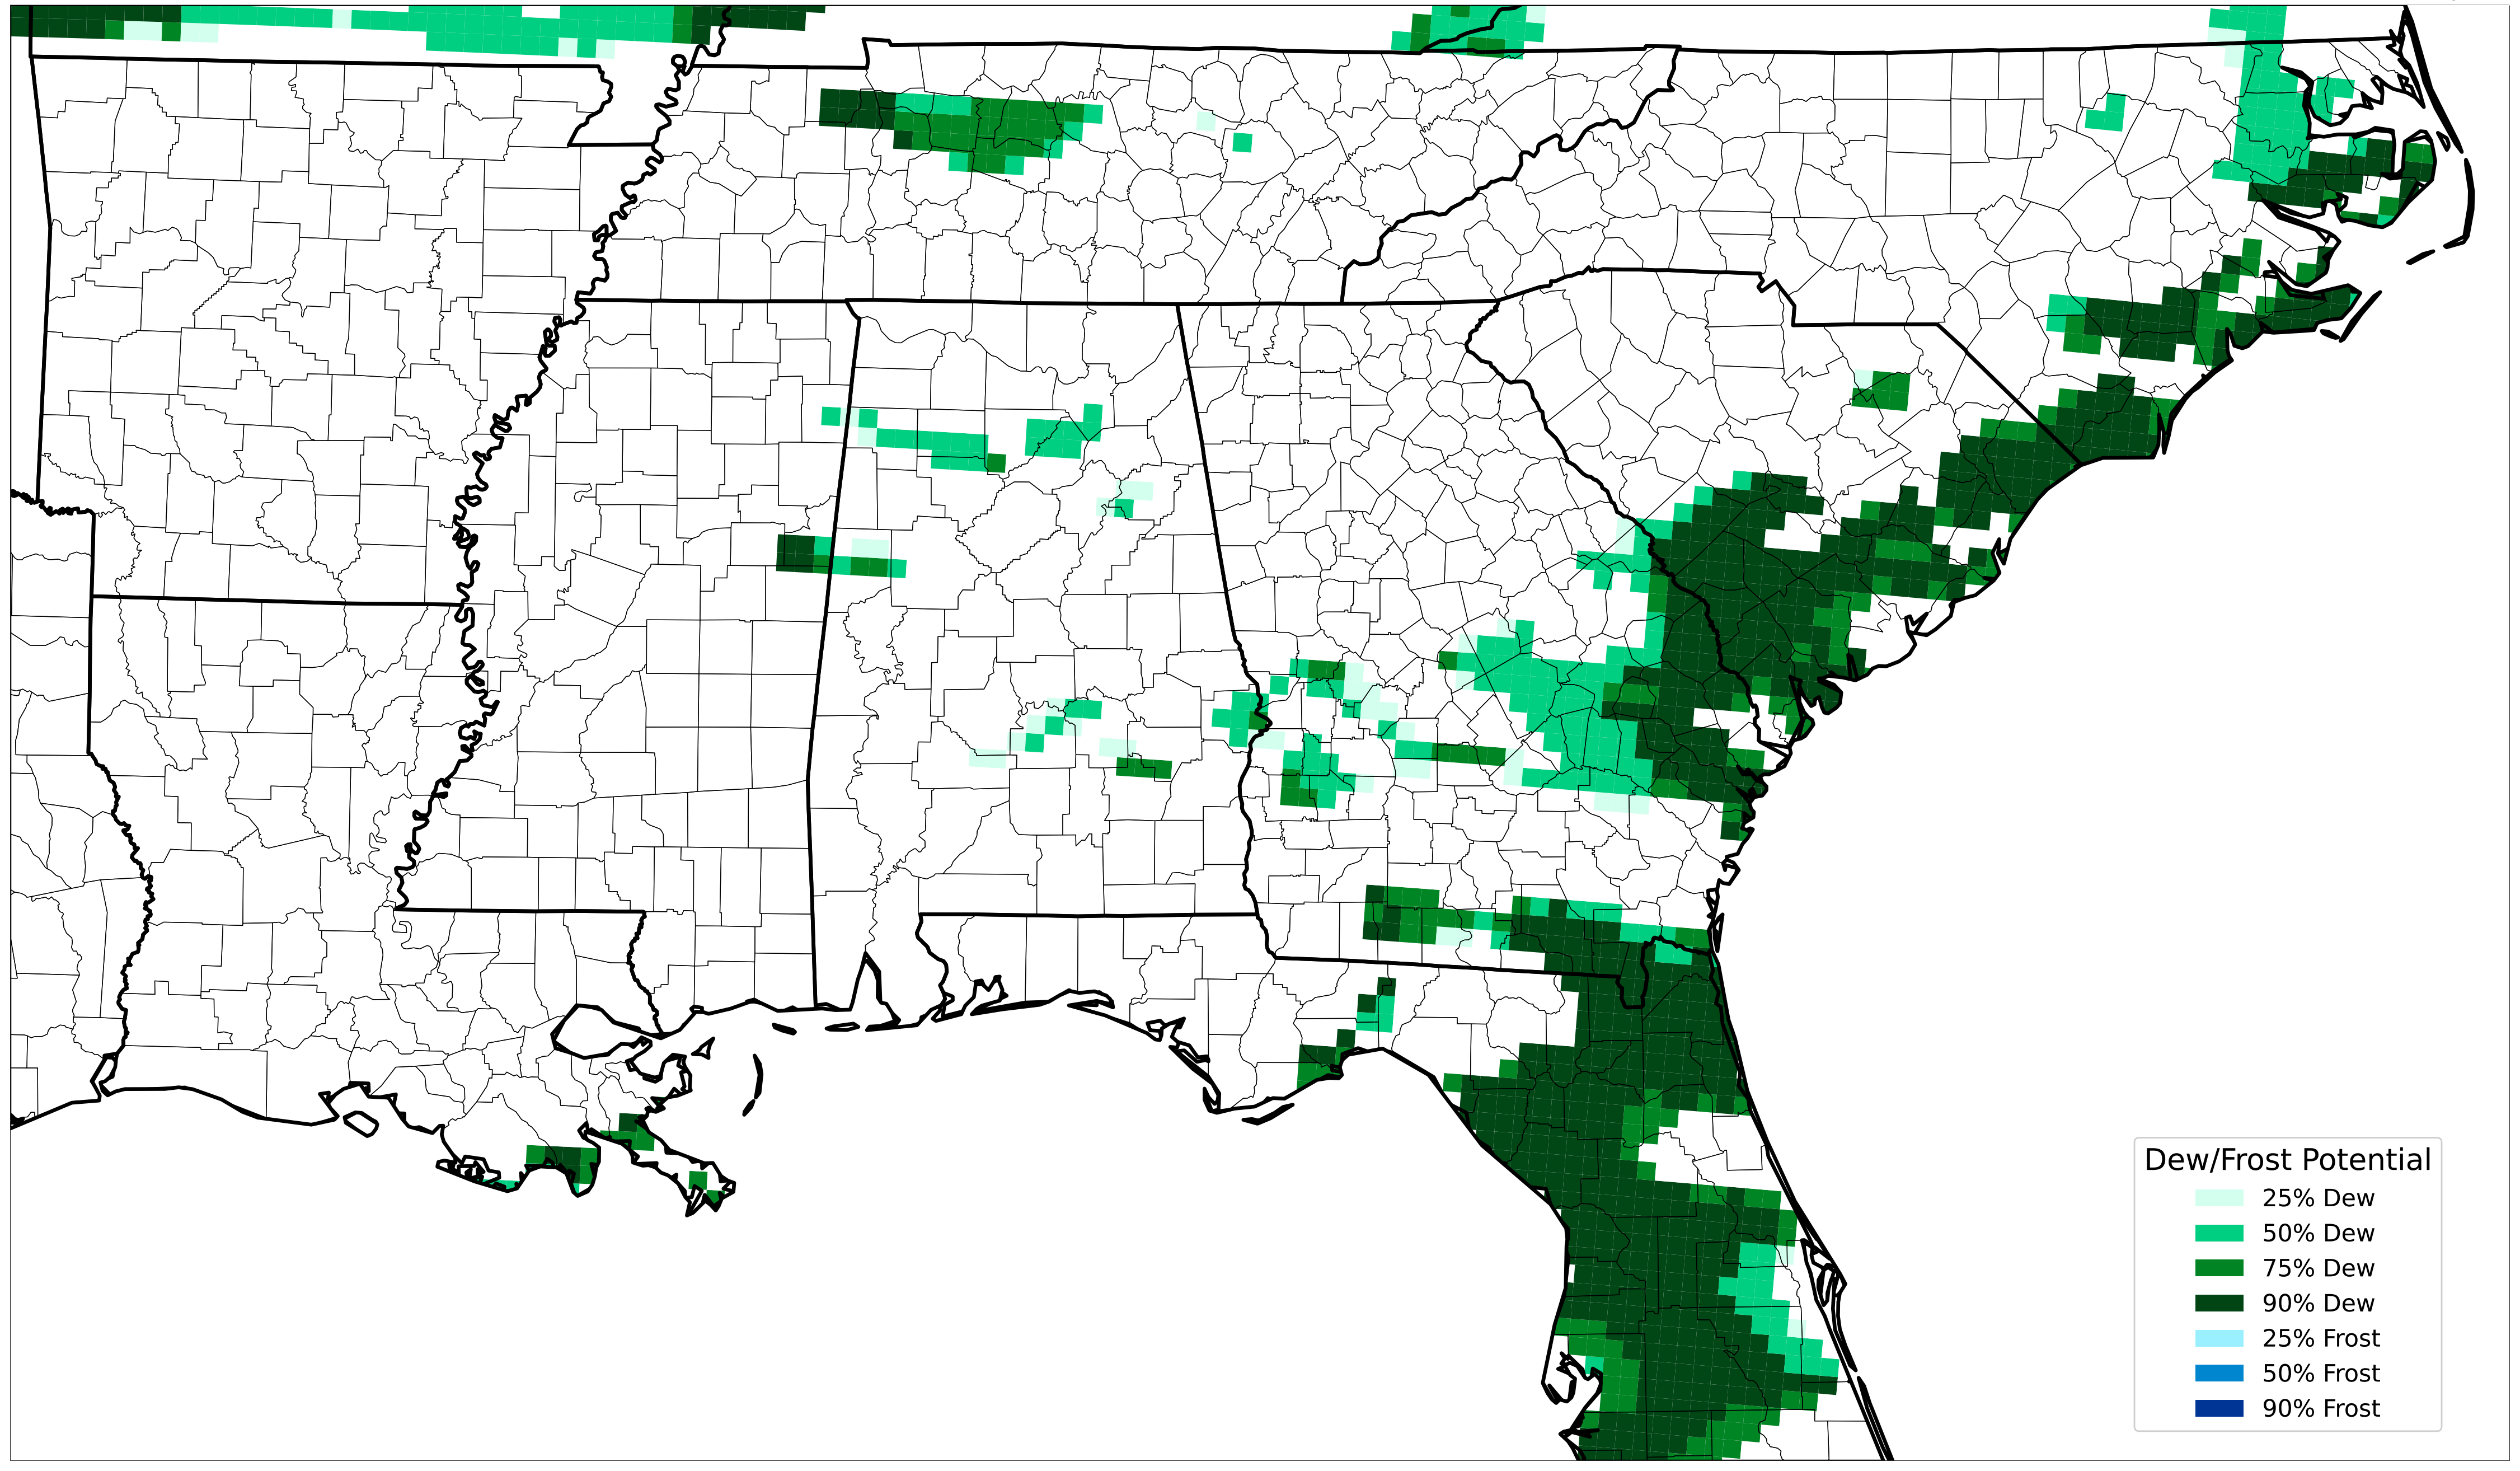 Dew/Frost Potential
25% Dew
50% Dew
75% Dew
90% Dew
25% Frost
50% Frost
90% Frost